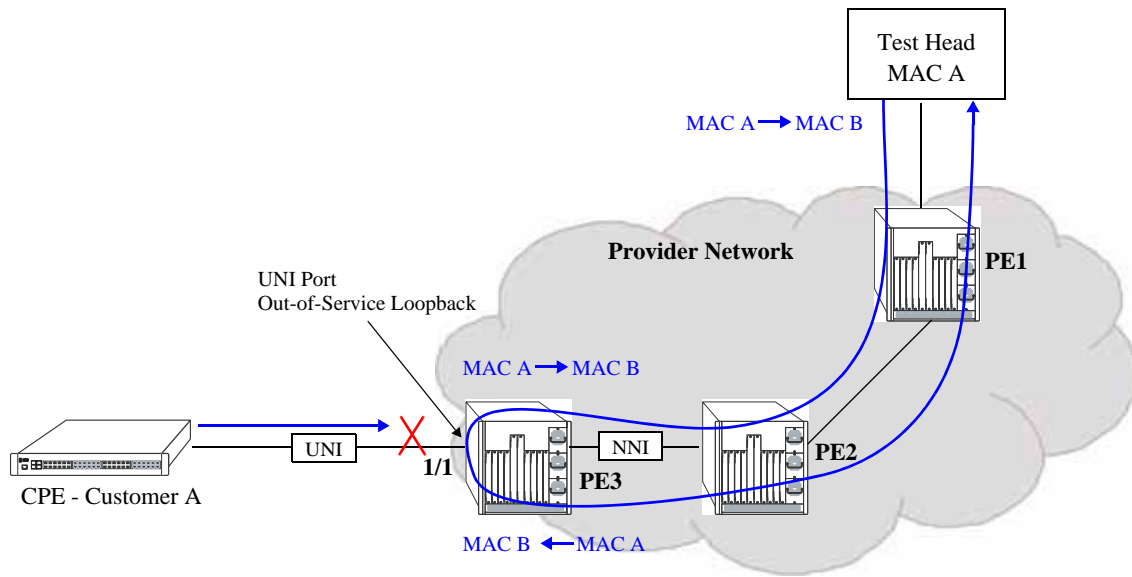 Test Head
MAC A
MAC A → MAC B
Provider Network
PE1
UNI Port
Out-of-Service Loopback
MAC A → MAC B
UNI
1/1
NNI
PE2
PE3
CPE - Customer A
MAC B ← MAC A